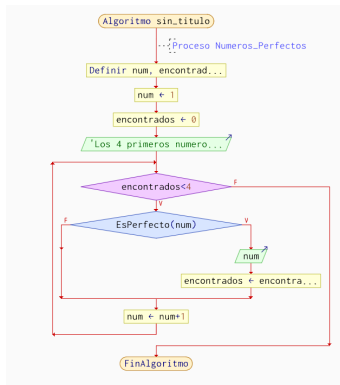 Algoritmo sin_titulo
Proceso Numeros_Perfectos
Definir num, encontrad...
num ← 1
encontrados ← 0
'Los 4 primeros numero...
encontrados<4
F
V
EsPerfecto(num)
F
V
num
encontrados ← encontra...
num ← num+1
FinAlgoritmo